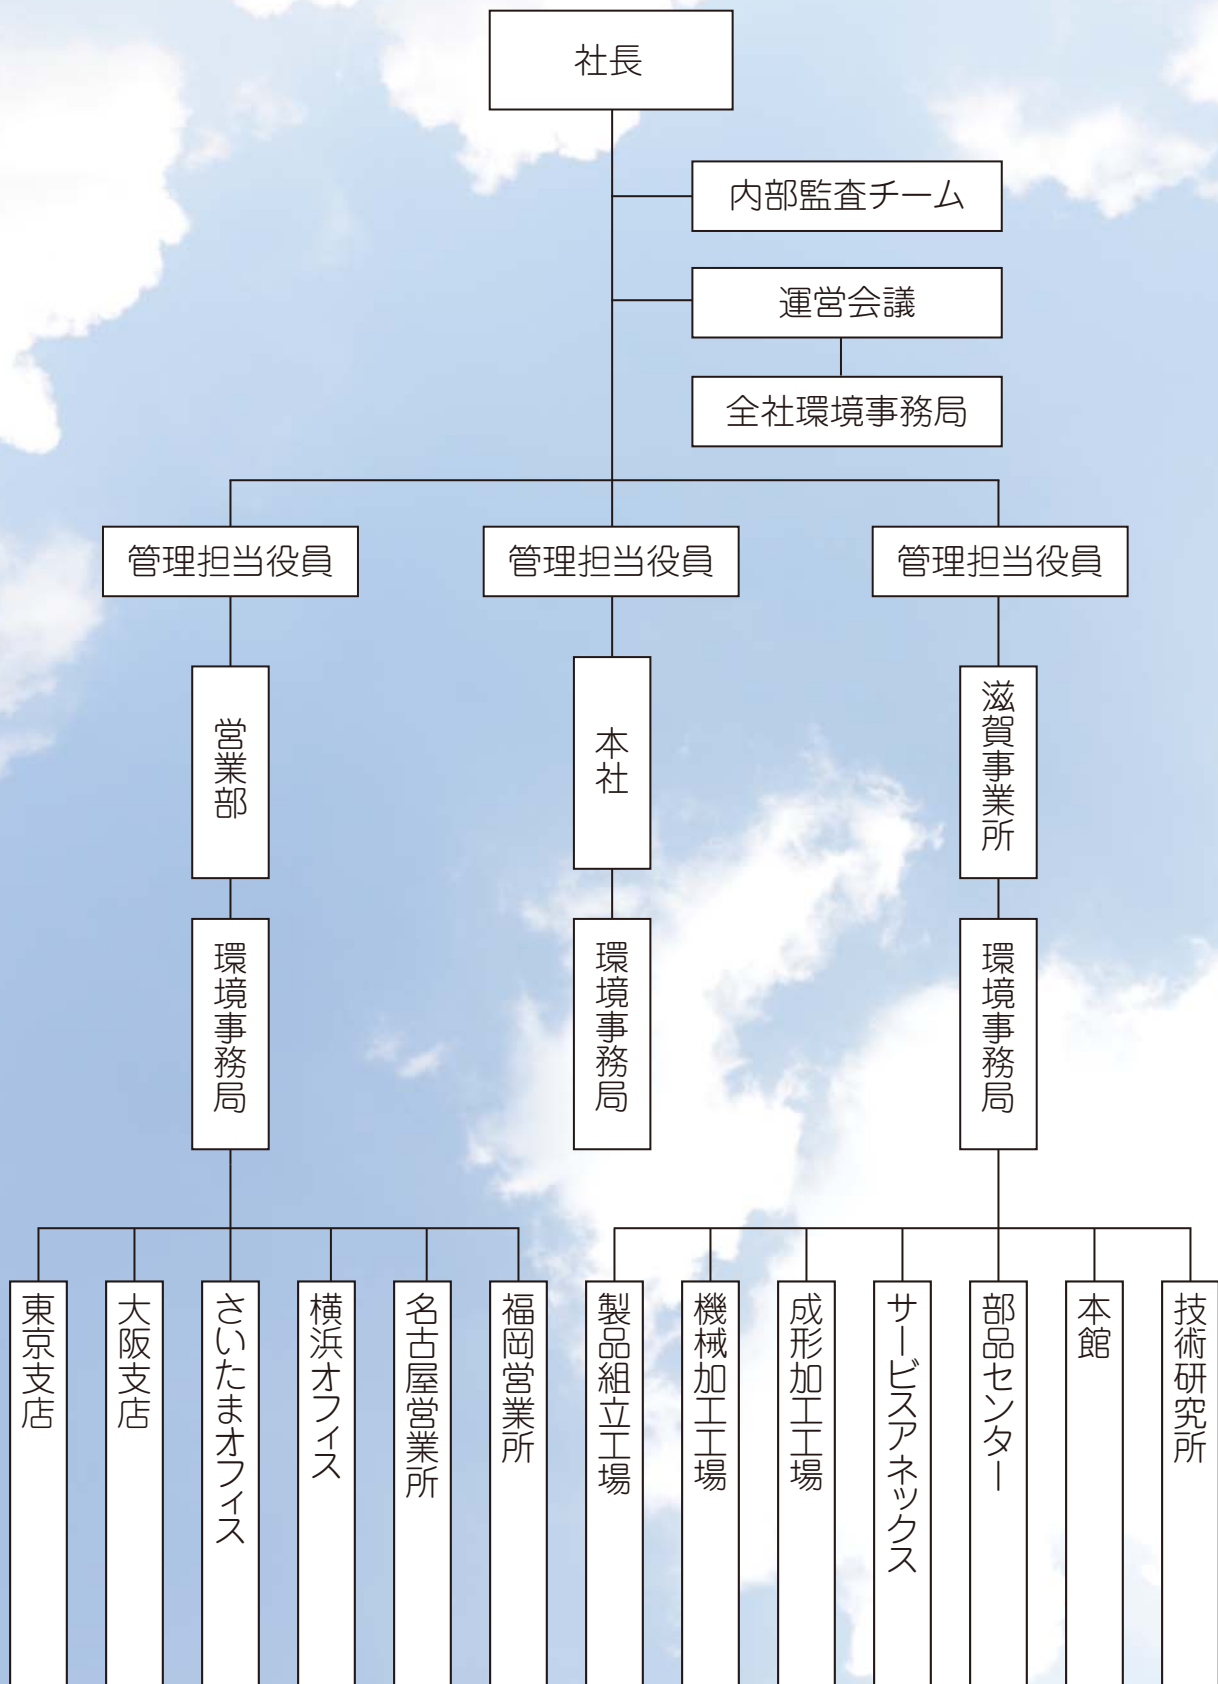 社長
内部監査チーム
運営会議
全社環境事務局
管理担当役員
管理担当役員
管理担当役員
営業部
本社
滋賀事業所
環境事務局
環境事務局
環境事務局
東京支店
大阪支店
さいたまオフィス
横浜オフィス
名古屋営業所
福岡営業所
製品組立工場
機械加工工場
成形加工工場
サービスアネックス
部品センター
本館
技術研究所